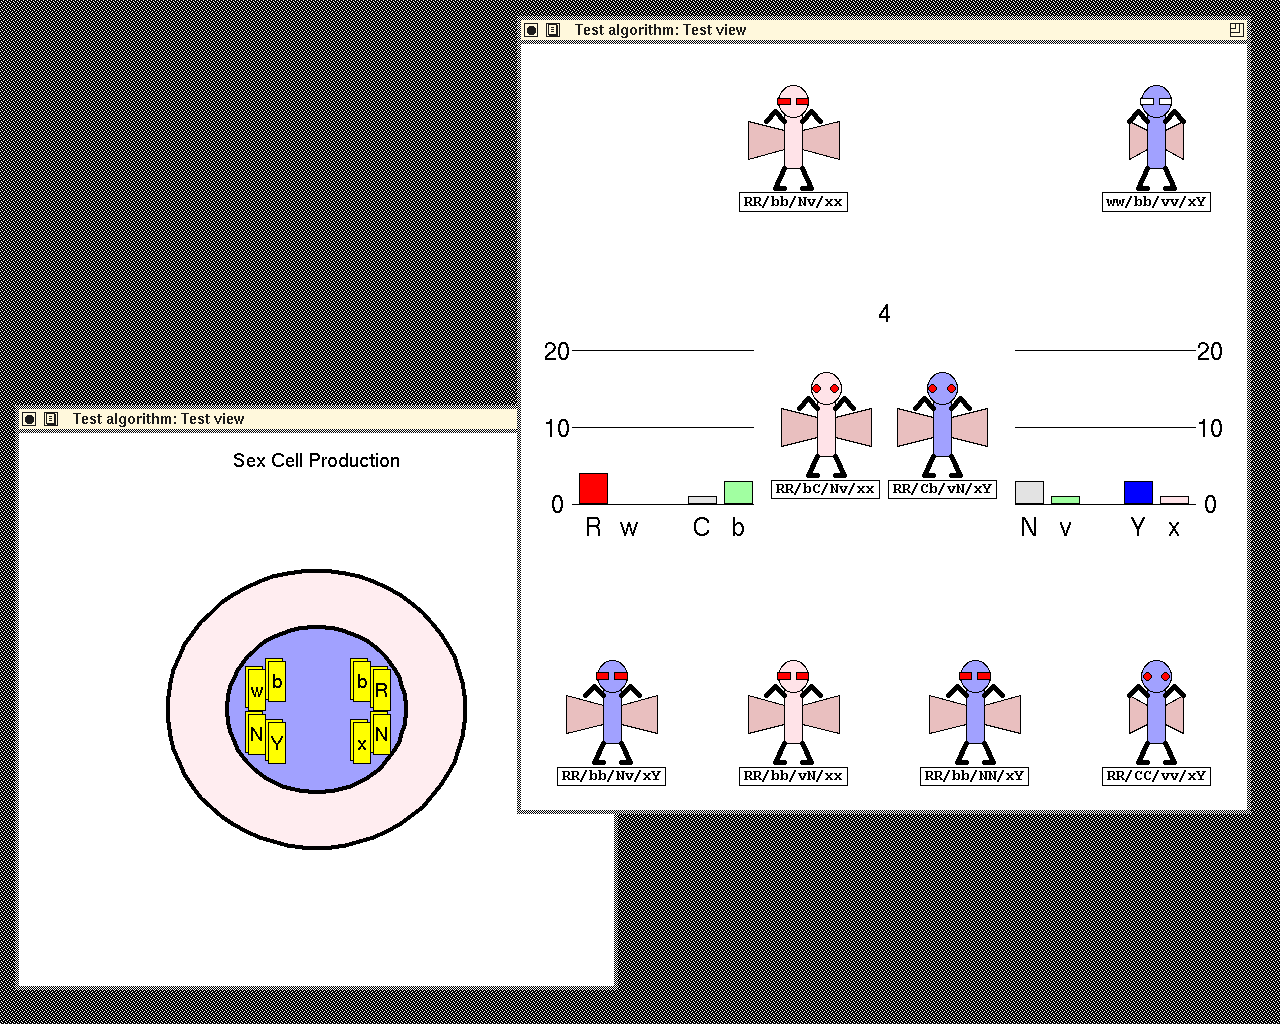 Test algorithm: Test view
RR/bb/Nv/xx
ww/bb/vv/xY
4
20
20
10
10
0
0
RR/bC/Nv/xx
RR/Cb/vN/xY
R w C b
N v Y x
RR/bb/Nv/xY
RR/bb/vN/xx
RR/bb/NN/xY
RR/CC/vv/xY
Test algorithm: Test view
Sex Cell Production
w b b R
N Y x N